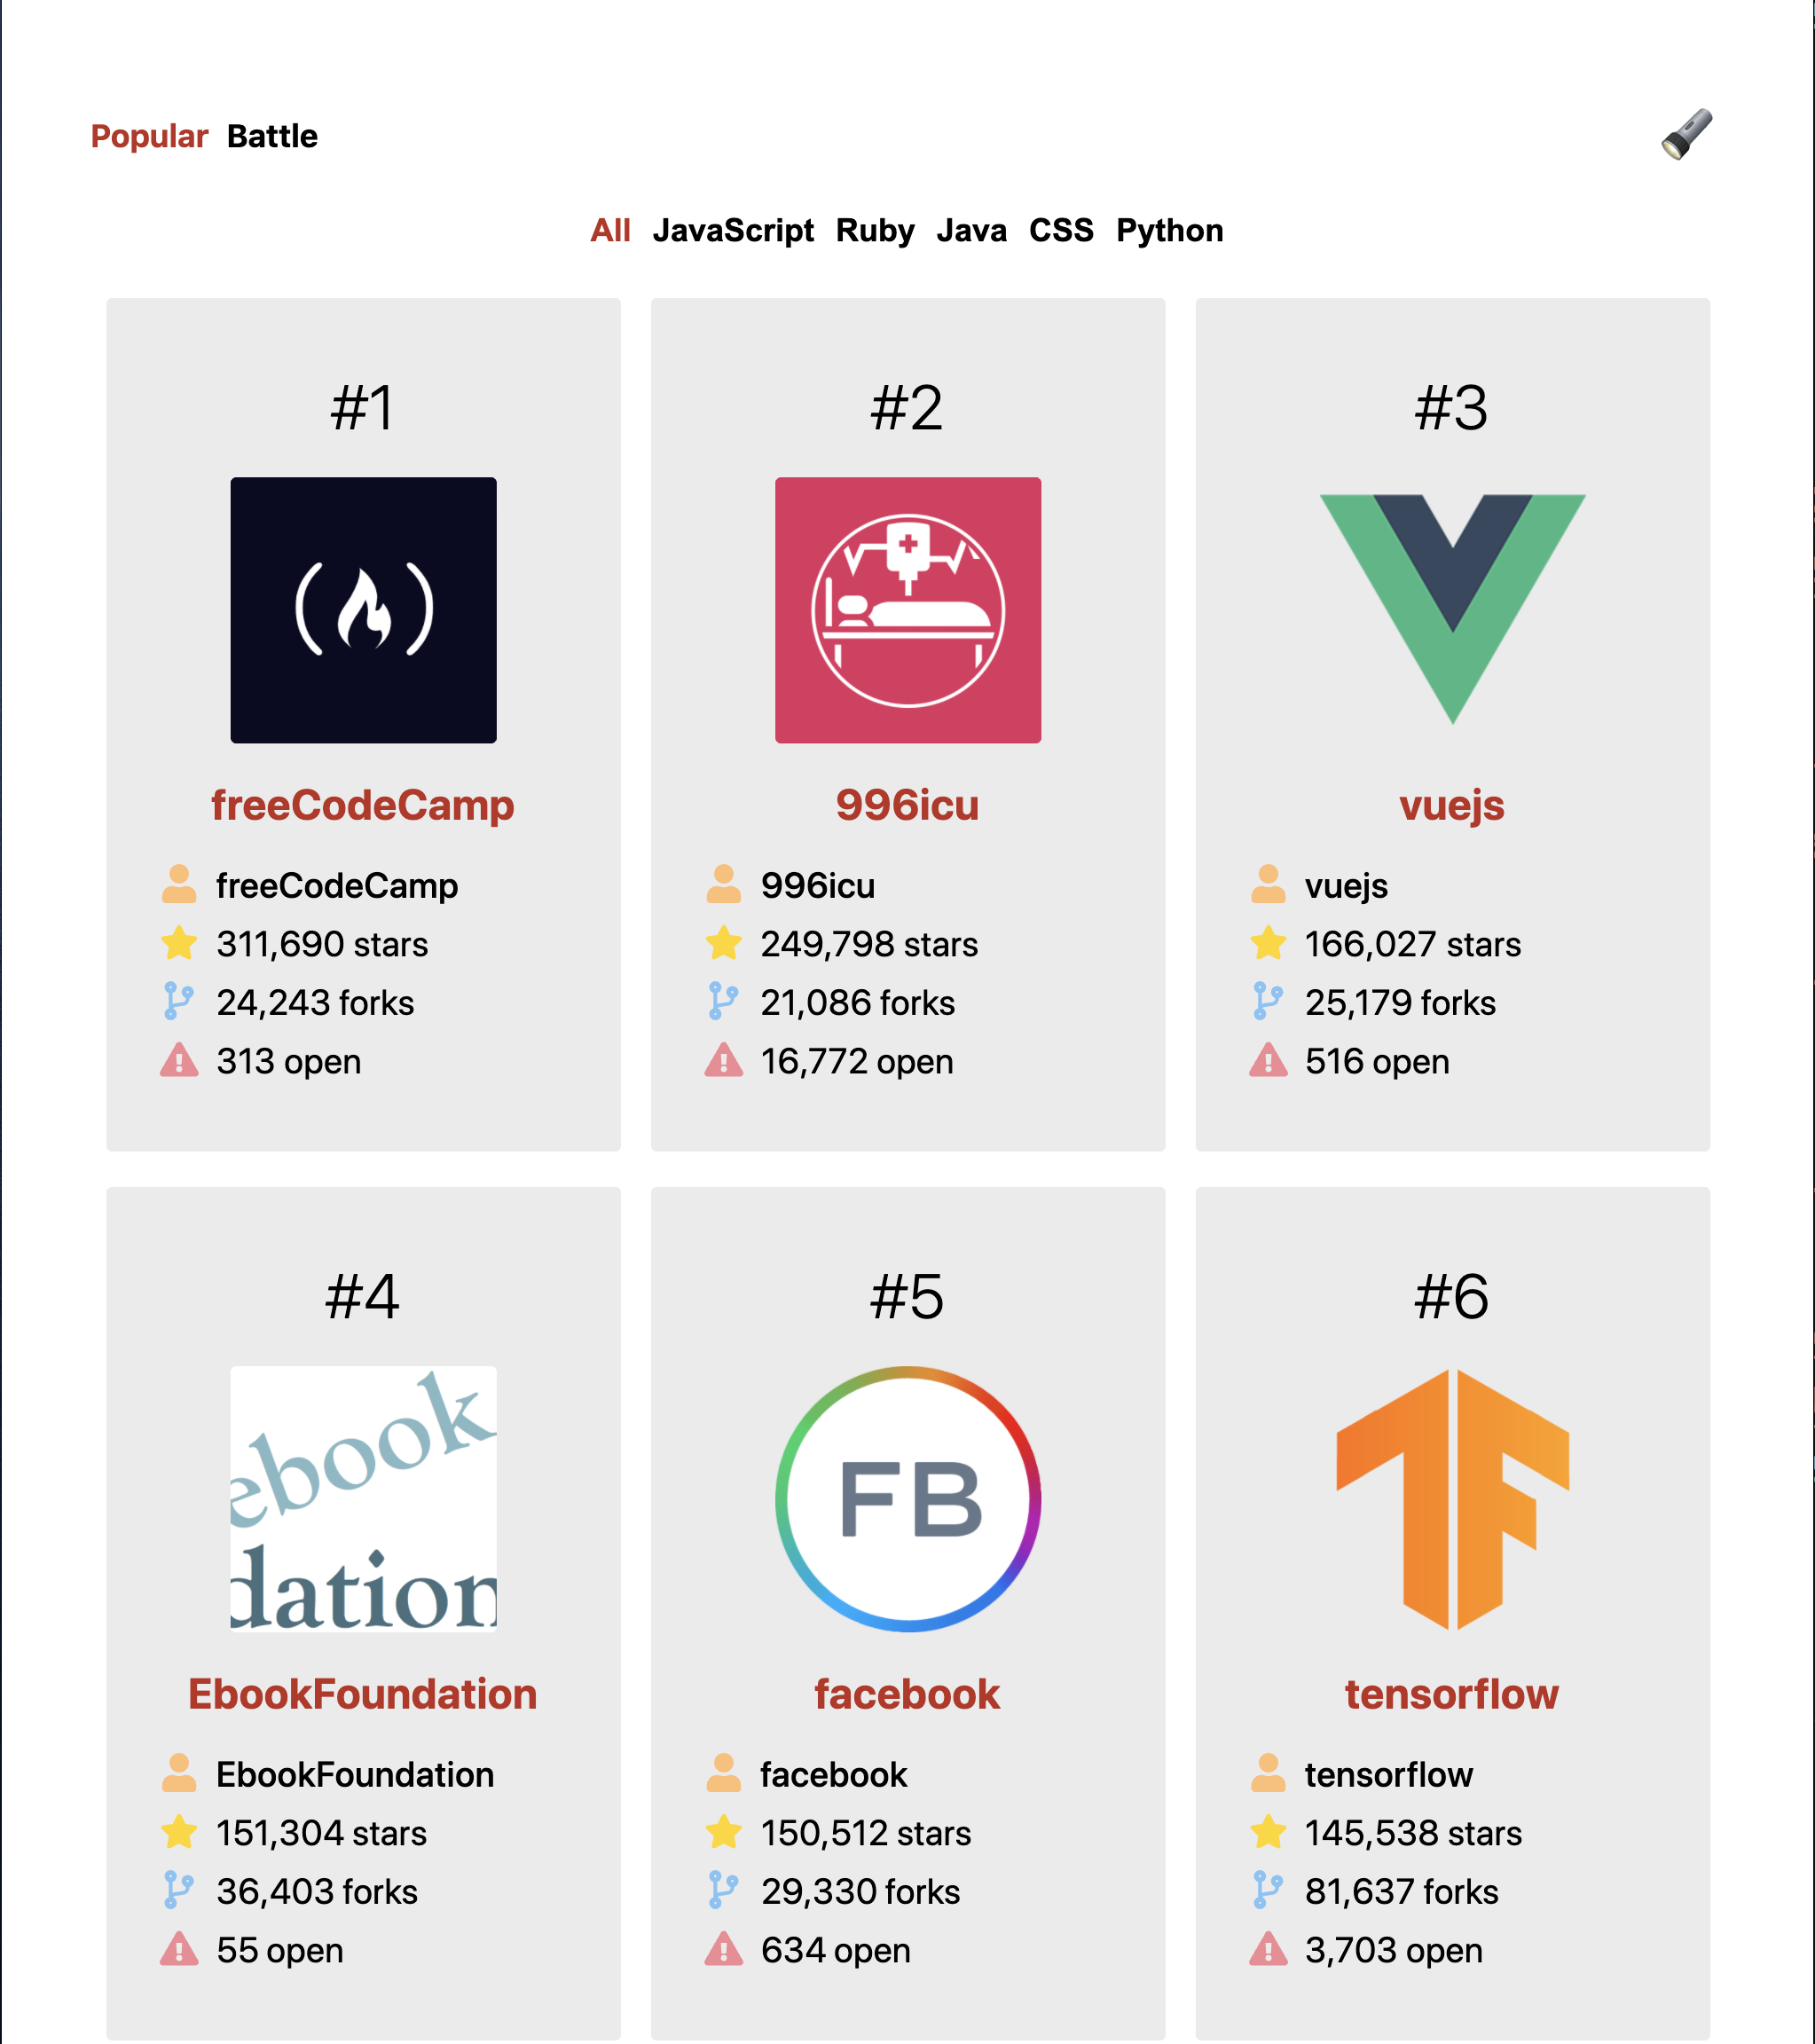 Popular Battle
All JavaScript Ruby Java CSS Python
#1
freeCodeCamp
freeCodeCamp
311,690 stars
24,243 forks
313 open
#2
996icu
996icu
249,798 stars
21,086 forks
16,772 open
#3
vuejs
vuejs
166,027 stars
25,179 forks
516 open
#4
ebook
dation
EbookFoundation
EbookFoundation
151,304 stars
36,403 forks
55 open
#5
FB
facebook
facebook
150,512 stars
29,330 forks
634 open
#6
TF
tensorflow
tensorflow
145,538 stars
81,637 forks
3,703 open